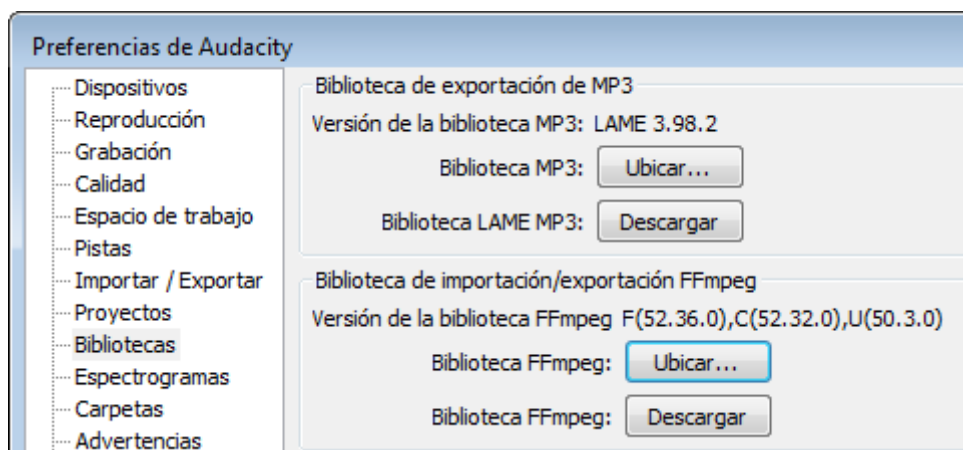 Preferencias de Audacity
Dispositivos
Reproducción
Grabación
Calidad
Espacio de trabajo
Pistas
Importar / Exportar
Proyectos
Bibliotecas
Espectrogramas
Carpetas
Advertencias
Biblioteca de exportación de MP3
Versión de la biblioteca MP3: LAME 3.98.2
Biblioteca MP3: Ubicar...
Biblioteca LAME MP3: Descargar
Biblioteca de importación/exportación FFmpeg
Versión de la biblioteca FFmpeg F(52.36.0),C(52.32.0),U(50.3.0)
Biblioteca FFmpeg: Ubicar...
Biblioteca FFmpeg: Descargar